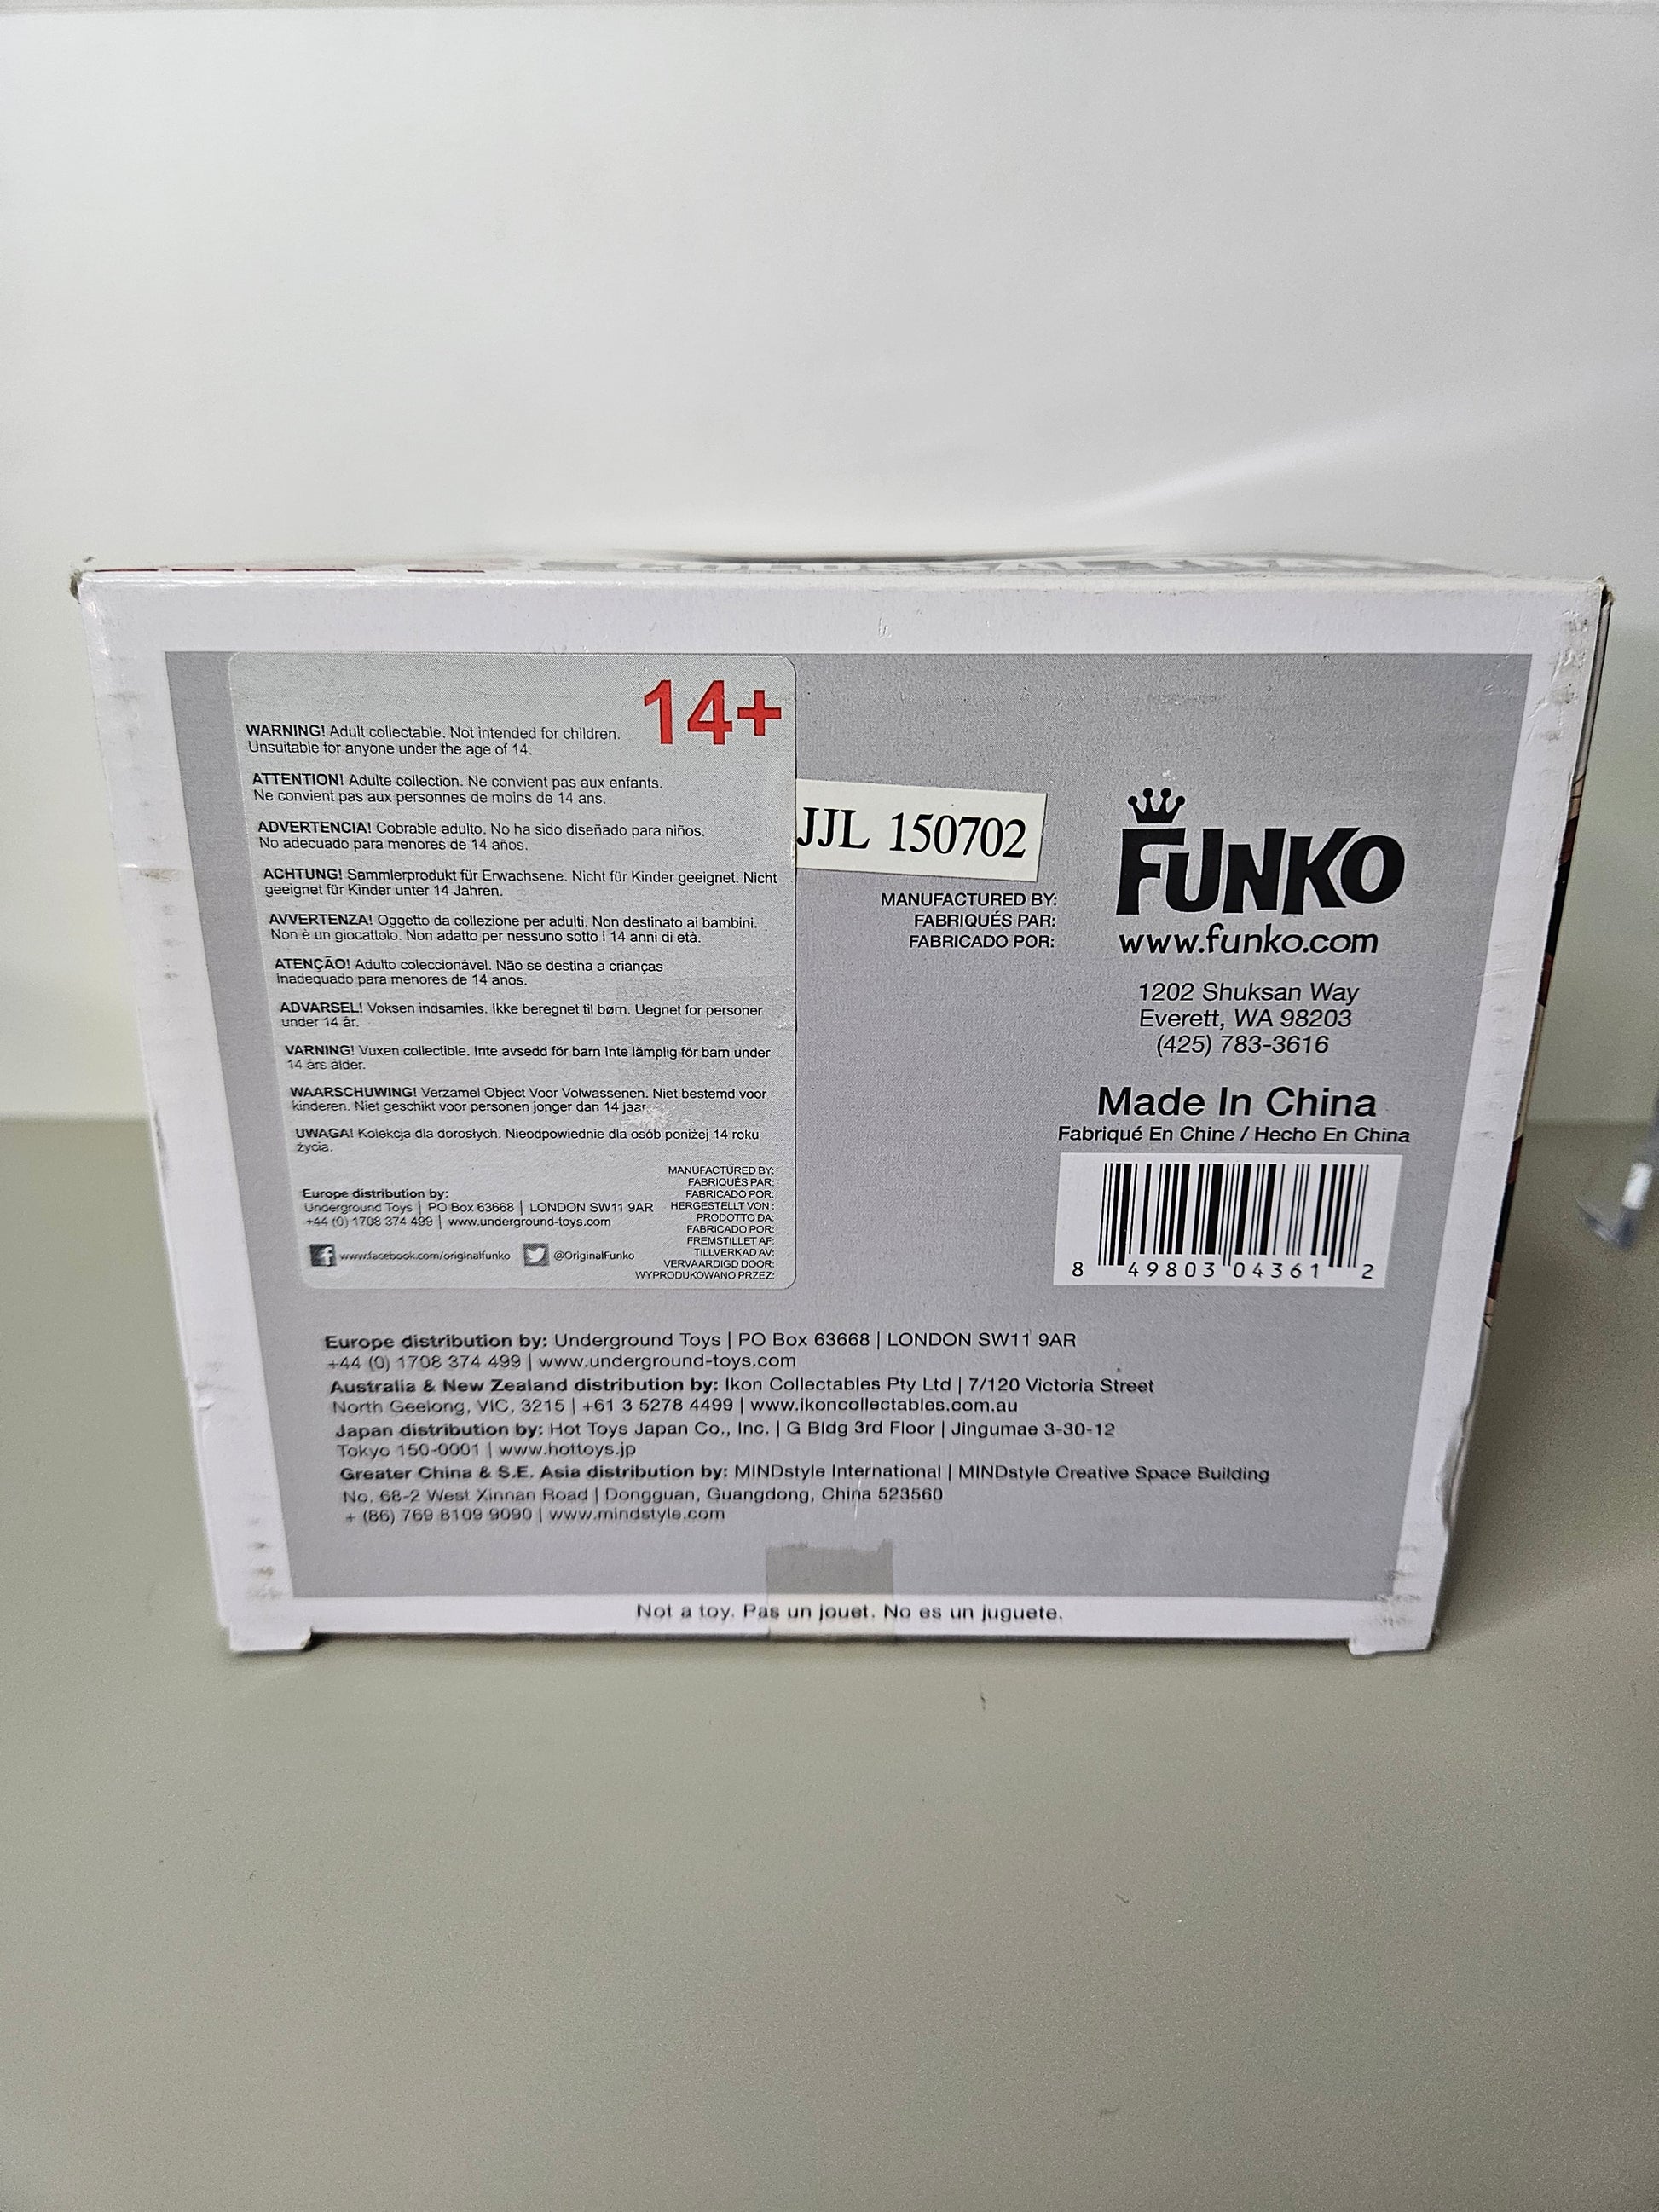 COLOSSAL TITAN
14+
WARNING! Adult collectable. Not intended for children.
Unsuitable for anyone under the age of 14.
ATTENTION! Adulte collection. Ne convient pas aux enfants.
Ne convient pas aux personnes de moins de 14 ans.
ADVERTENCIA! Cobrable adulto. No ha sido diseñado para niños.
No adecuado para menores de 14 años.
ACHTUNG! Sammlerprodukt für Erwachsene. Nicht für Kinder geeignet. Nicht
geeignet für Kinder unter 14 Jahren.
AVVERTENZA! Oggetto da collezione per adulti. Non destinato ai bambini.
Non è un giocattolo. Non adatto per nessuno sotto i 14 anni di età.
ATENÇÃO! Adulto coleccionável. Não se destina a crianças
Inadequado para menores de 14 anos.
ADVARSEL! Voksen indsamles. Ikke beregnet til børn. Uegnet for personer
under 14 år.
VARNING! Vuxen collectible. Inte avsedd för barn Inte lämplig för barn under
14 års ålder.
WAARSCHUWING! Verzamel Object Voor Volwassenen. Niet bestemd voor
kinderen. Niet geschikt voor personen jonger dan 14 jaar
UWAGA! Kolekcja dla dorosłych. Nieodpowiednie dla osób poniżej 14 roku
życia.
MANUFACTURED BY:
FABRIQUÉS PAR:
FABRICADO POR:
HERGESTELLT VON :
PRODOTTO DA:
FABRICADO POR:
FREMSTILLET AF:
TILLVERKAD AV:
VERVAARDIGD DOOR:
WYPRODUKOWANO PRZEZ:
Europe distribution by:
Underground Toys | PO Box 63668 | LONDON SW11 9AR
+44 (0) 1708 374 499 | www.underground-toys.com
www.facebook.com/originalfunko @OriginalFunko
JJL 150702
MANUFACTURED BY:
FABRIQUÉS PAR:
FABRICADO POR:
FUNKO
www.funko.com
1202 Shuksan Way
Everett, WA 98203
(425) 783-3616
Made In China
Fabriqué En Chine / Hecho En China
8 49803 04361 2
Europe distribution by: Underground Toys | PO Box 63668 | LONDON SW11 9AR
+44 (0) 1708 374 499 | www.underground-toys.com
Australia & New Zealand distribution by: Ikon Collectables Pty Ltd | 7/120 Victoria Street
North Geelong, VIC, 3215 | +61 3 5278 4499 | www.ikoncollectables.com.au
Japan distribution by: Hot Toys Japan Co., Inc. | G Bldg 3rd Floor | Jingumae 3-30-12
Tokyo 150-0001 | www.hottoys.jp
Greater China & S.E. Asia distribution by: MINDstyle International | MINDstyle Creative Space Building
No. 68-2 West Xinnan Road | Dongguan, Guangdong, China 523560
+ (86) 769 8109 9090 | www.mindstyle.com
Not a toy. Pas un jouet. No es un juguete.